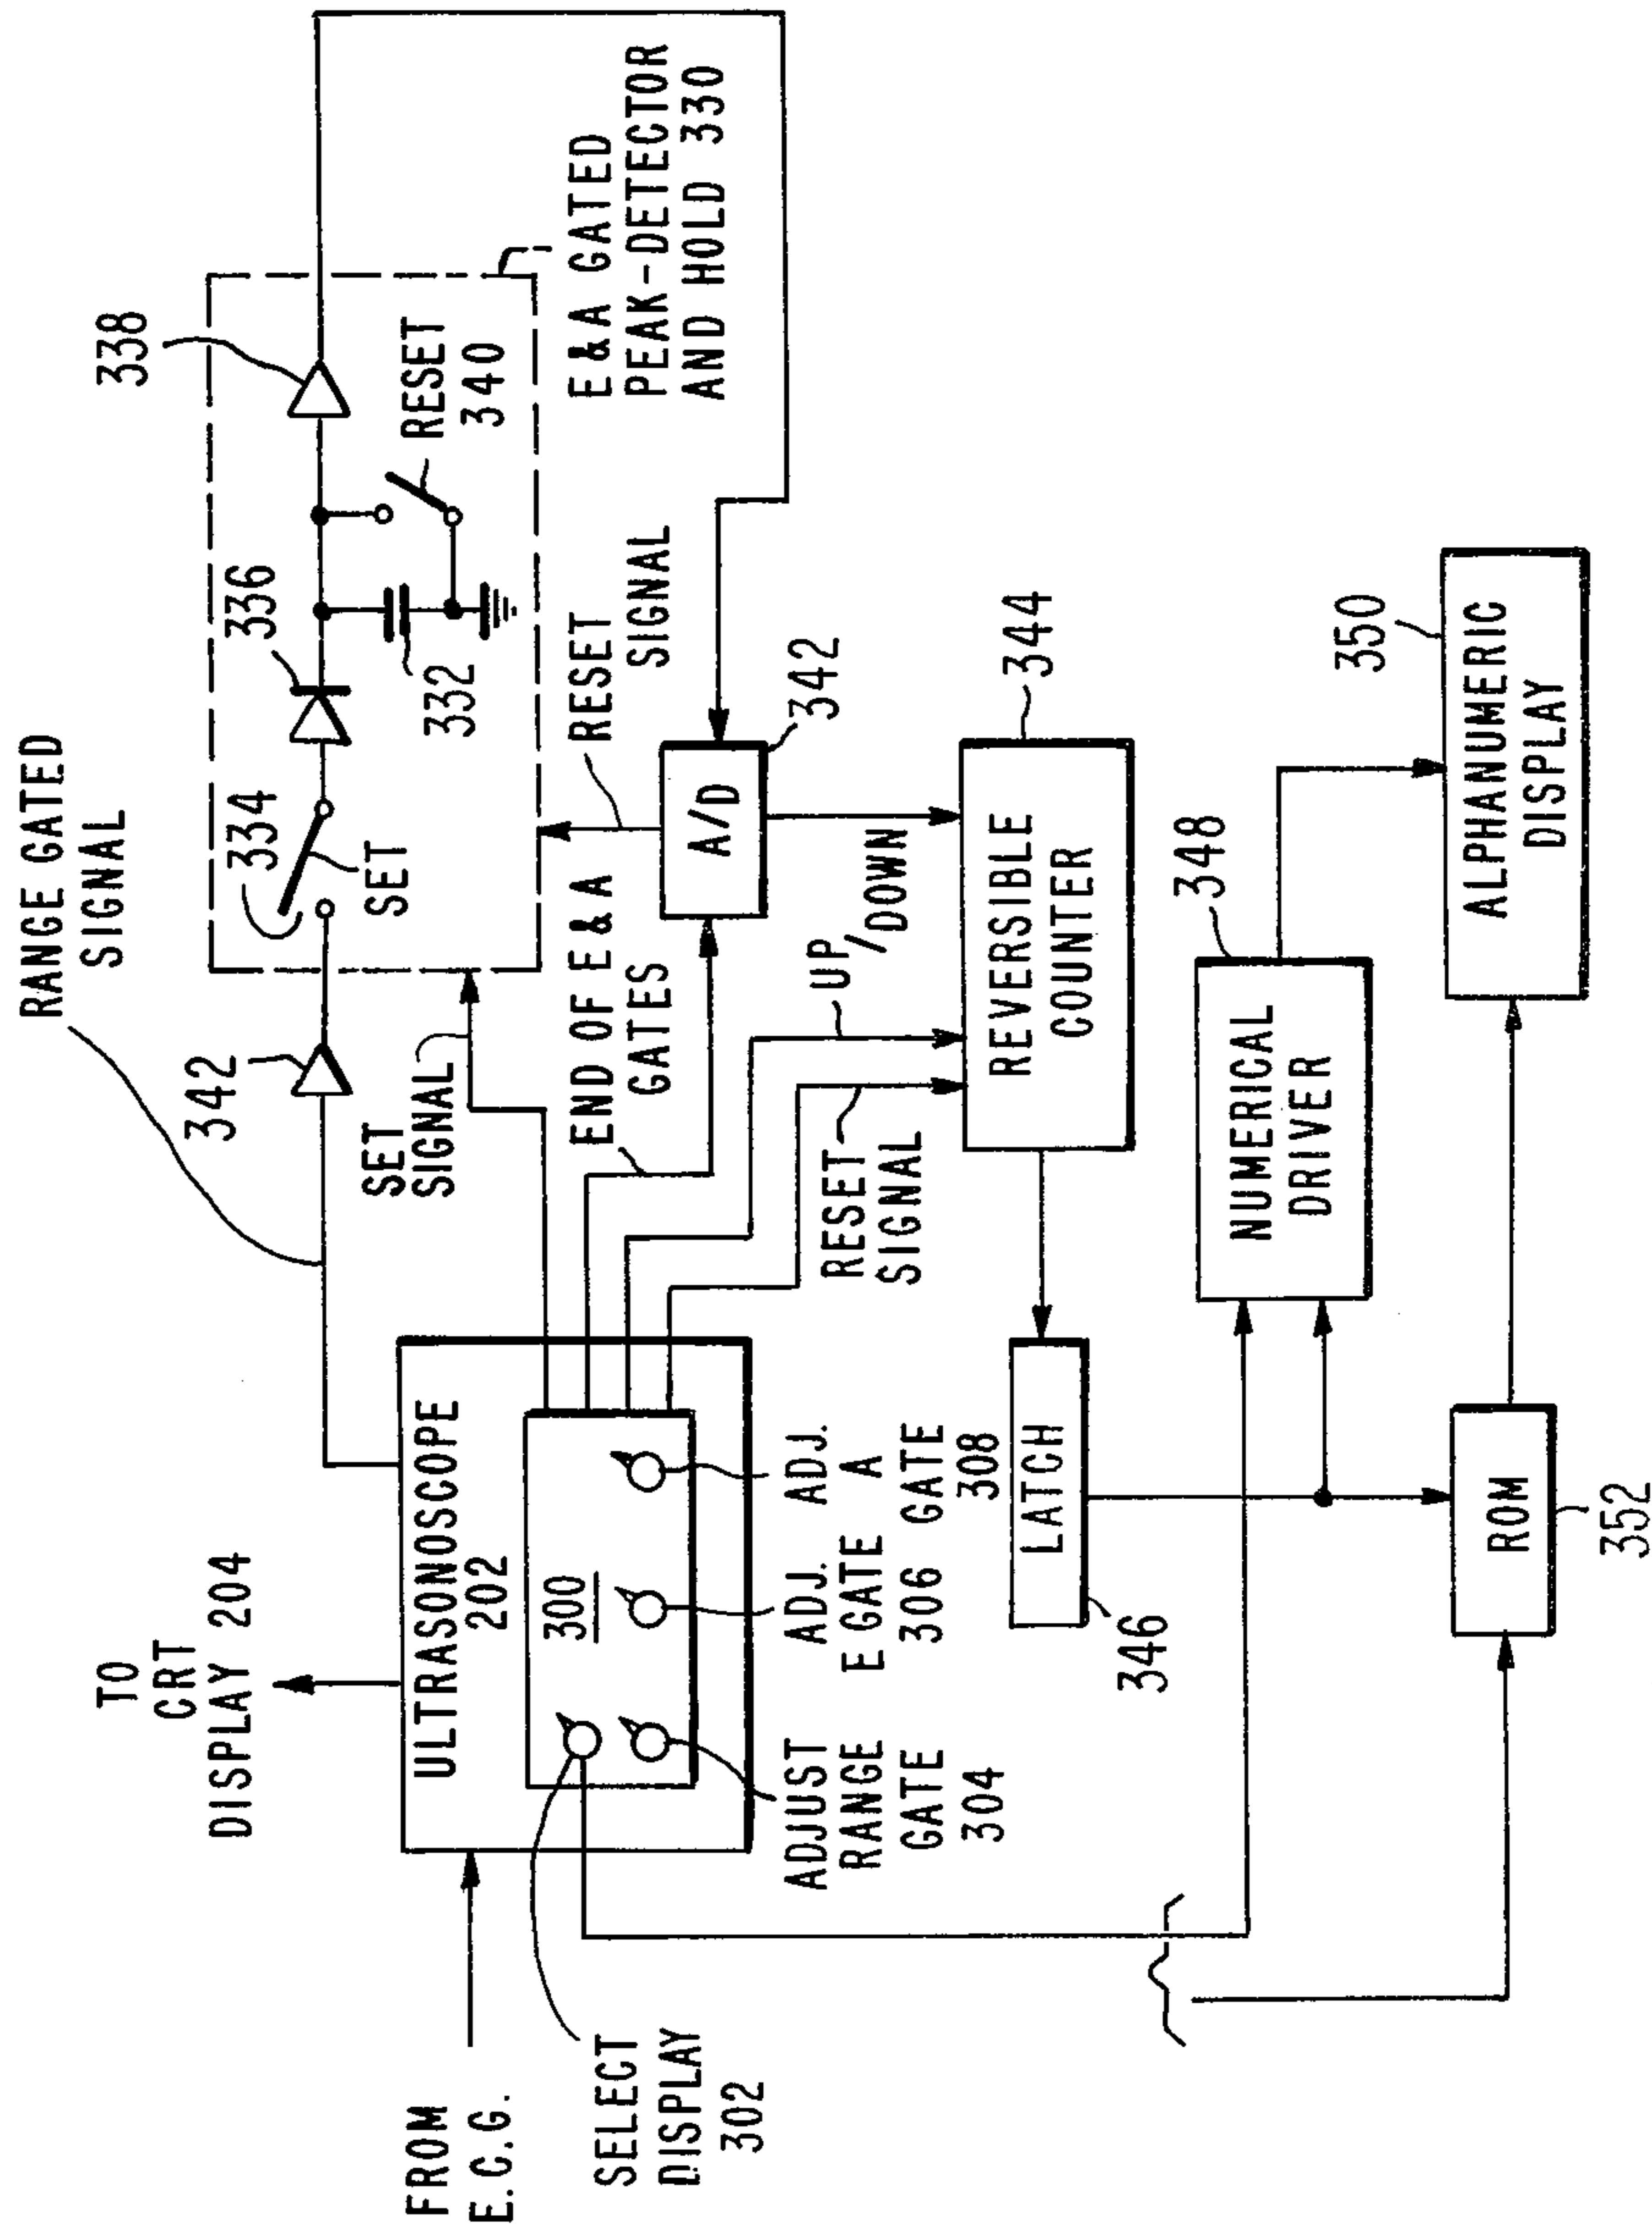 RANGE GATED
SIGNAL
338
336
334
342
SET
RESET
340
332
E & A GATED
PEAK-DETECTOR
AND HOLD 330
SET
SIGNAL
TO
CRT
DISPLAY 204
END OF E & A
GATES
RESET
SIGNAL
A/D
342
FROM
E.C.G.
ULTRASONOSCOPE
202
300
UP/DOWN
RESET
SIGNAL
REVERSIBLE
COUNTER
344
SELECT
DISPLAY
302
ADJUST
RANGE
GATE
304
ADJ.
E GATE
306
ADJ.
A
GATE
308
LATCH
346
NUMERICAL
DRIVER
348
ALPHANUMERIC
DISPLAY
350
ROM
352